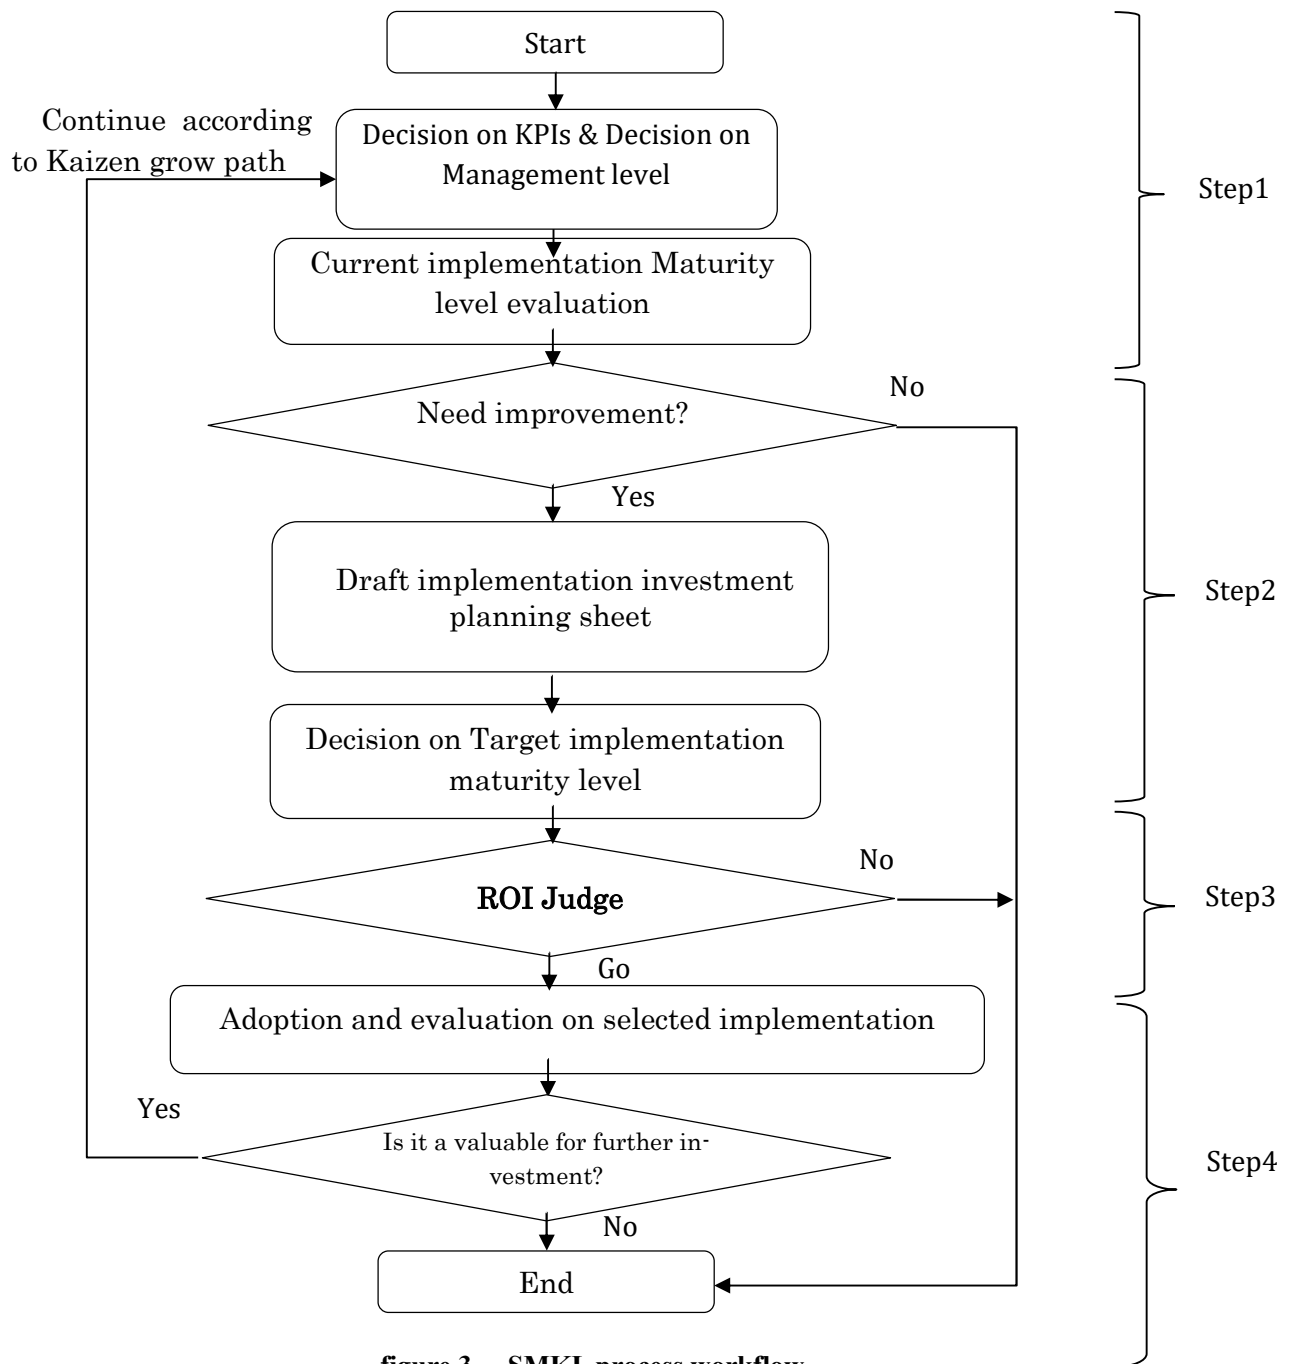 Start
Continue according
to Kaizen grow path
Decision on KPIs & Decision on
Management level
Step1
Current implementation Maturity
level evaluation
No
Need improvement?
Yes
Draft implementation investment
planning sheet
Step2
Decision on Target implementation
maturity level
No
ROI Judge
Step3
Go
Adoption and evaluation on selected implementation
Yes
Is it a valuable for further in-
vestment?
Step4
No
End
figure 3 SMKL process workflow